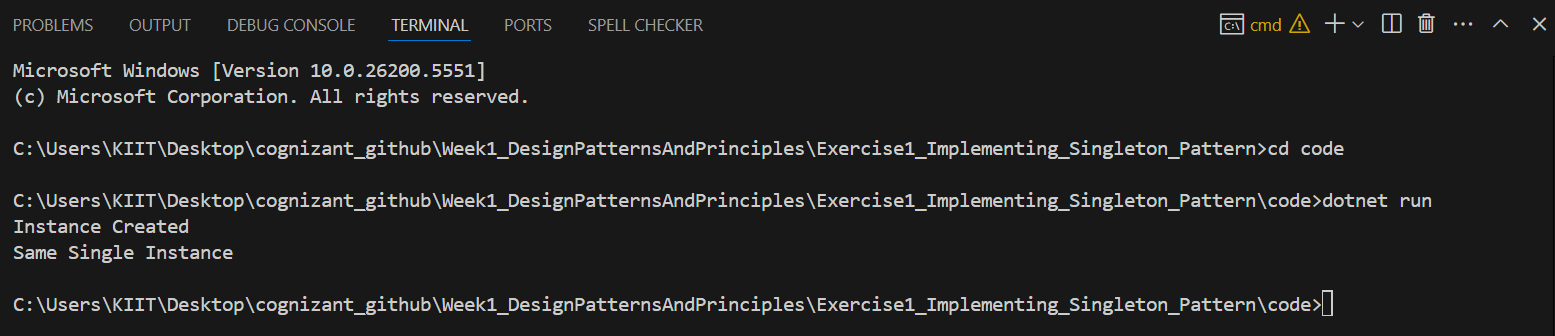 PROBLEMS OUTPUT DEBUG CONSOLE TERMINAL PORTS SPELL CHECKER cmd
Microsoft Windows [Version 10.0.26200.5551]
(c) Microsoft Corporation. All rights reserved.
C:\Users\KIIT\Desktop\cognizant_github\Week1_DesignPatternsAndPrinciples\Exercise1_Implementing_Singleton_Pattern>cd code
C:\Users\KIIT\Desktop\cognizant_github\Week1_DesignPatternsAndPrinciples\Exercise1_Implementing_Singleton_Pattern\code>dotnet run
Instance Created
Same Single Instance
C:\Users\KIIT\Desktop\cognizant_github\Week1_DesignPatternsAndPrinciples\Exercise1_Implementing_Singleton_Pattern\code>